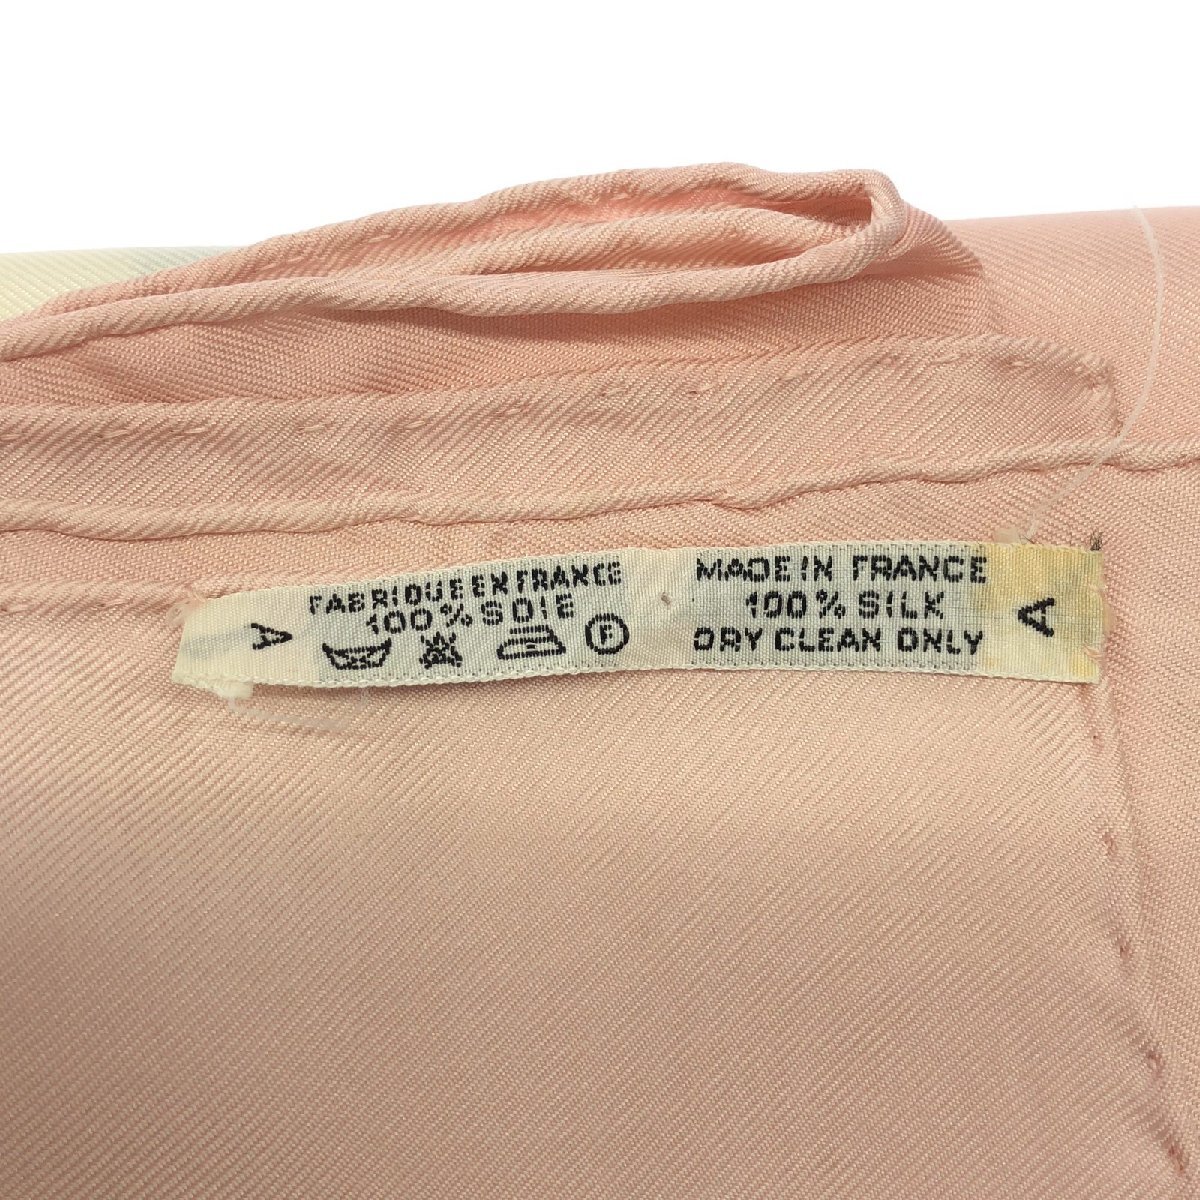 A
FABRIQUE EN FRANCE
100% SOIE
F
MADE IN FRANCE
100% SILK
DRY CLEAN ONLY
A